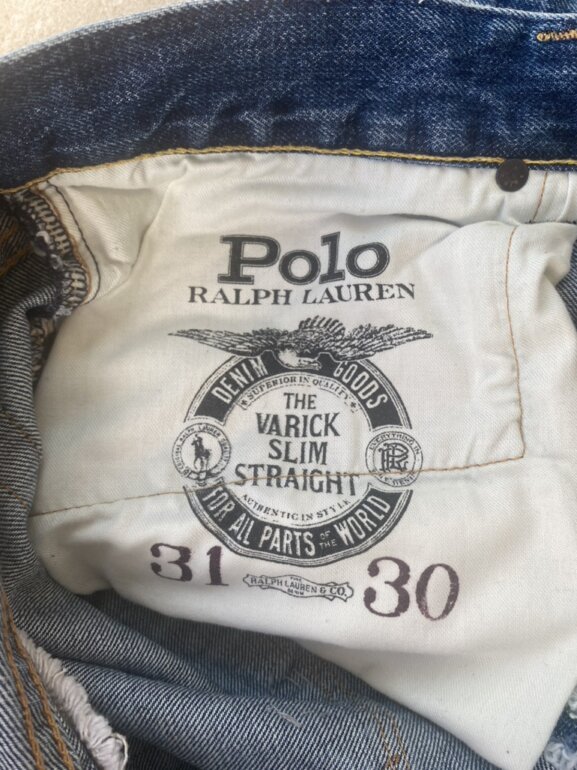 Polo
RALPH LAUREN
DENIM GOODS
SUPERIOR IN QUALITY
THE
VARICK
SLIM
STRAIGHT
AUTHENTIC IN STYLE
FOR ALL PARTS OF THE WORLD
31
30
RALPH LAUREN & CO.